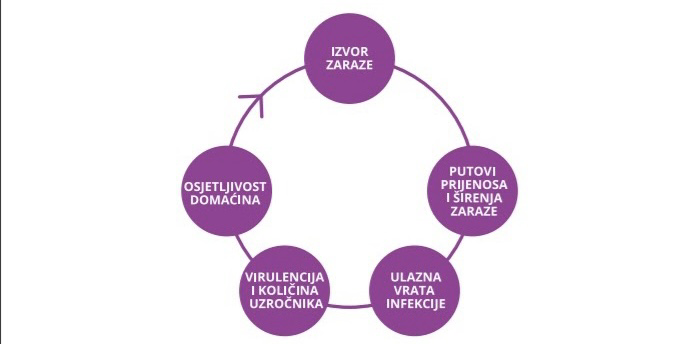 IZVOR
ZARAZE
PUTOVI
PRIJENOSA
I ŠIRENJA
ZARAZE
ULAZNA
VRATA
INFEKCIJE
VIRULENCIJA
I KOLIČINA
UZROČNIKA
OSJETLJIVOST
DOMAĆINA